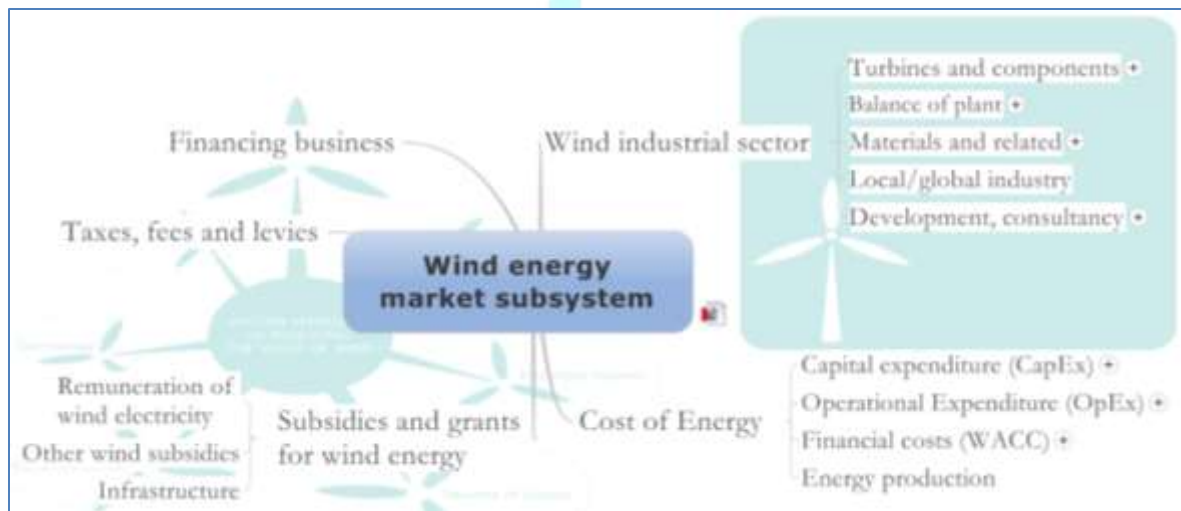 Financing business
Taxes, fees and levies
Wind energy
market subsystem
Wind industrial sector
Turbines and components
Balance of plant
Materials and related
Local/global industry
Development, consultancy
Remuneration of
wind electricity
Other wind subsidies
Infrastructure
Subsidies and grants
for wind energy
Cost of Energy
Capital expenditure (CapEx)
Operational Expenditure (OpEx)
Financial costs (WACC)
Energy production